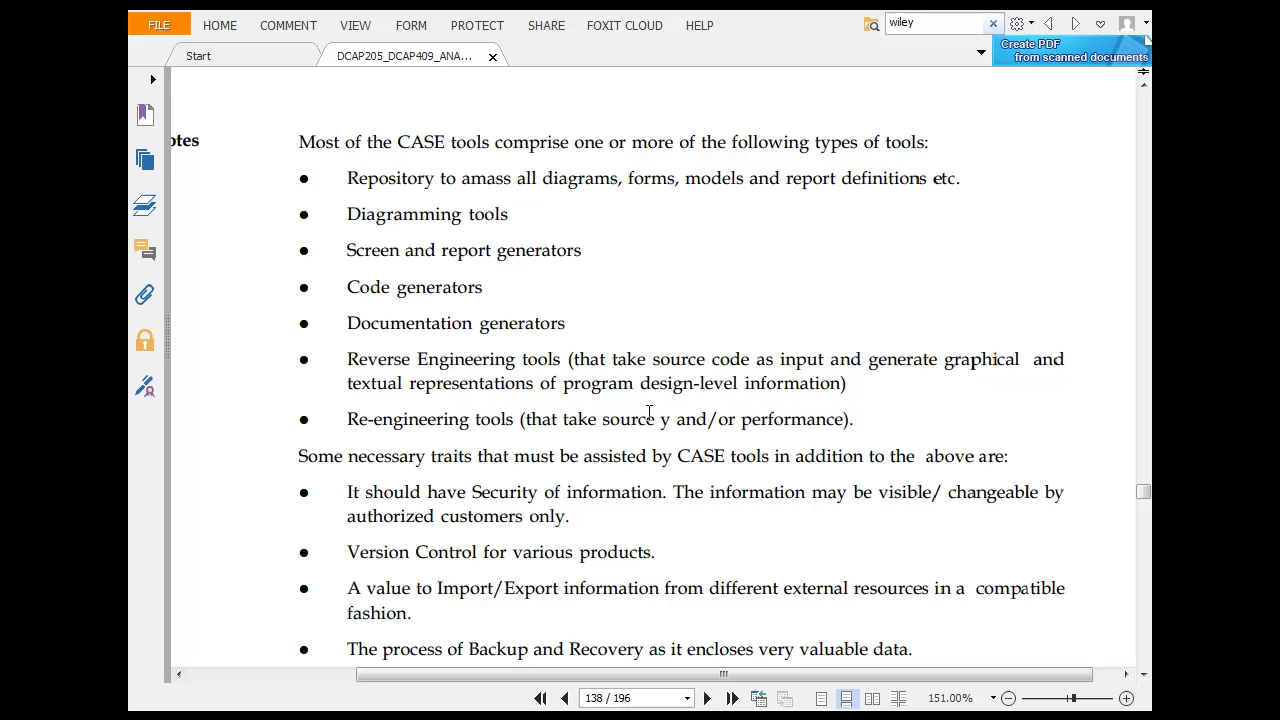 FILE HOME COMMENT VIEW FORM PROTECT SHARE FOXIT CLOUD HELP wiley
Start DCAP205_DCAP409_ANA... Create PDF
from scanned documents
otes Most of the CASE tools comprise one or more of the following types of tools:
● Repository to amass all diagrams, forms, models and report definitions etc.
● Diagramming tools
● Screen and report generators
● Code generators
● Documentation generators
● Reverse Engineering tools (that take source code as input and generate graphical and
textual representations of program design-level information)
● Re-engineering tools (that take source y and/or performance).
Some necessary traits that must be assisted by CASE tools in addition to the above are:
● It should have Security of information. The information may be visible/ changeable by
authorized customers only.
● Version Control for various products.
● A value to Import/Export information from different external resources in a compatible
fashion.
● The process of Backup and Recovery as it encloses very valuable data.
138 / 196 151.00%